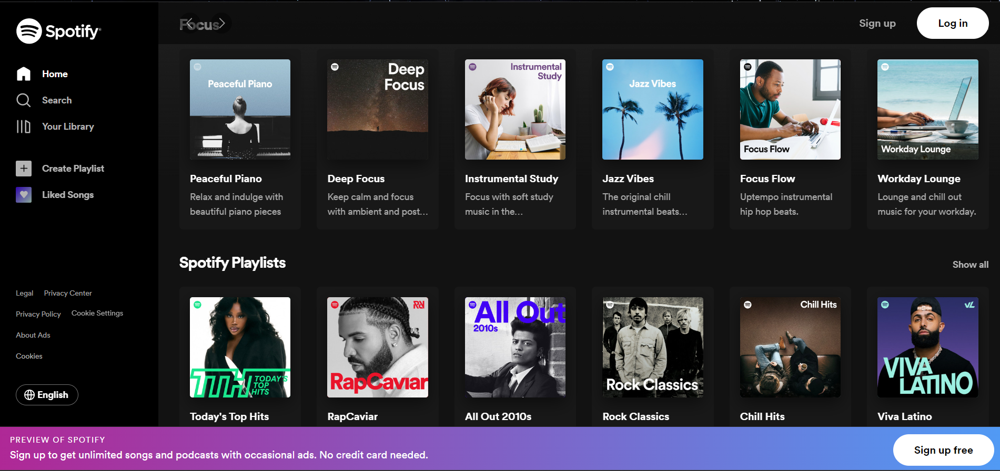 Spotify
Home
Search
Your Library
Create Playlist
Liked Songs
Legal Privacy Center
Privacy Policy Cookie Settings
About Ads
Cookies
English
Focus
Sign up
Log in
Peaceful Piano
Deep
Focus
Instrumental
Study
Jazz Vibes
Focus Flow
Workday Lounge
Peaceful Piano
Relax and indulge with
beautiful piano pieces
Deep Focus
Keep calm and focus
with ambient and post...
Instrumental Study
Focus with soft study
music in the...
Jazz Vibes
The original chill
instrumental beats...
Focus Flow
Uptempo instrumental
hip hop beats.
Workday Lounge
Lounge and chill out
music for your workday.
Spotify Playlists
Show all
TTH TODAY'S
TOP
HITS
RapCaviar
All Out
2010s
Rock Classics
Chill Hits
VL
VIVA
LATINO
Today's Top Hits
RapCaviar
All Out 2010s
Rock Classics
Chill Hits
Viva Latino
PREVIEW OF SPOTIFY
Sign up to get unlimited songs and podcasts with occasional ads. No credit card needed.
Sign up free